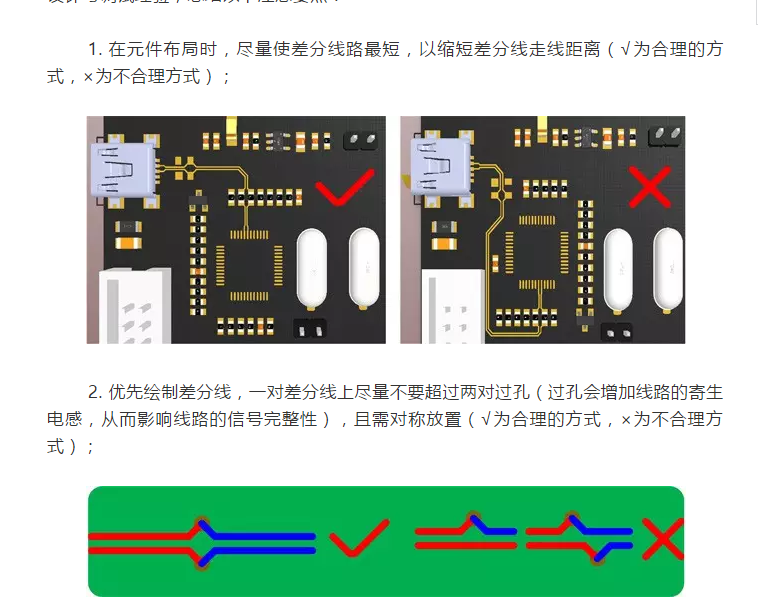 1. 在元件布局时，尽量使差分线路最短，以缩短差分线走线距离（√为合理的方
式，×为不合理方式）；
2. 优先绘制差分线，一对差分线上尽量不要超过两对过孔（过孔会增加线路的寄生
电感，从而影响线路的信号完整性），且需对称放置（√为合理的方式，×为不合理方
式）；